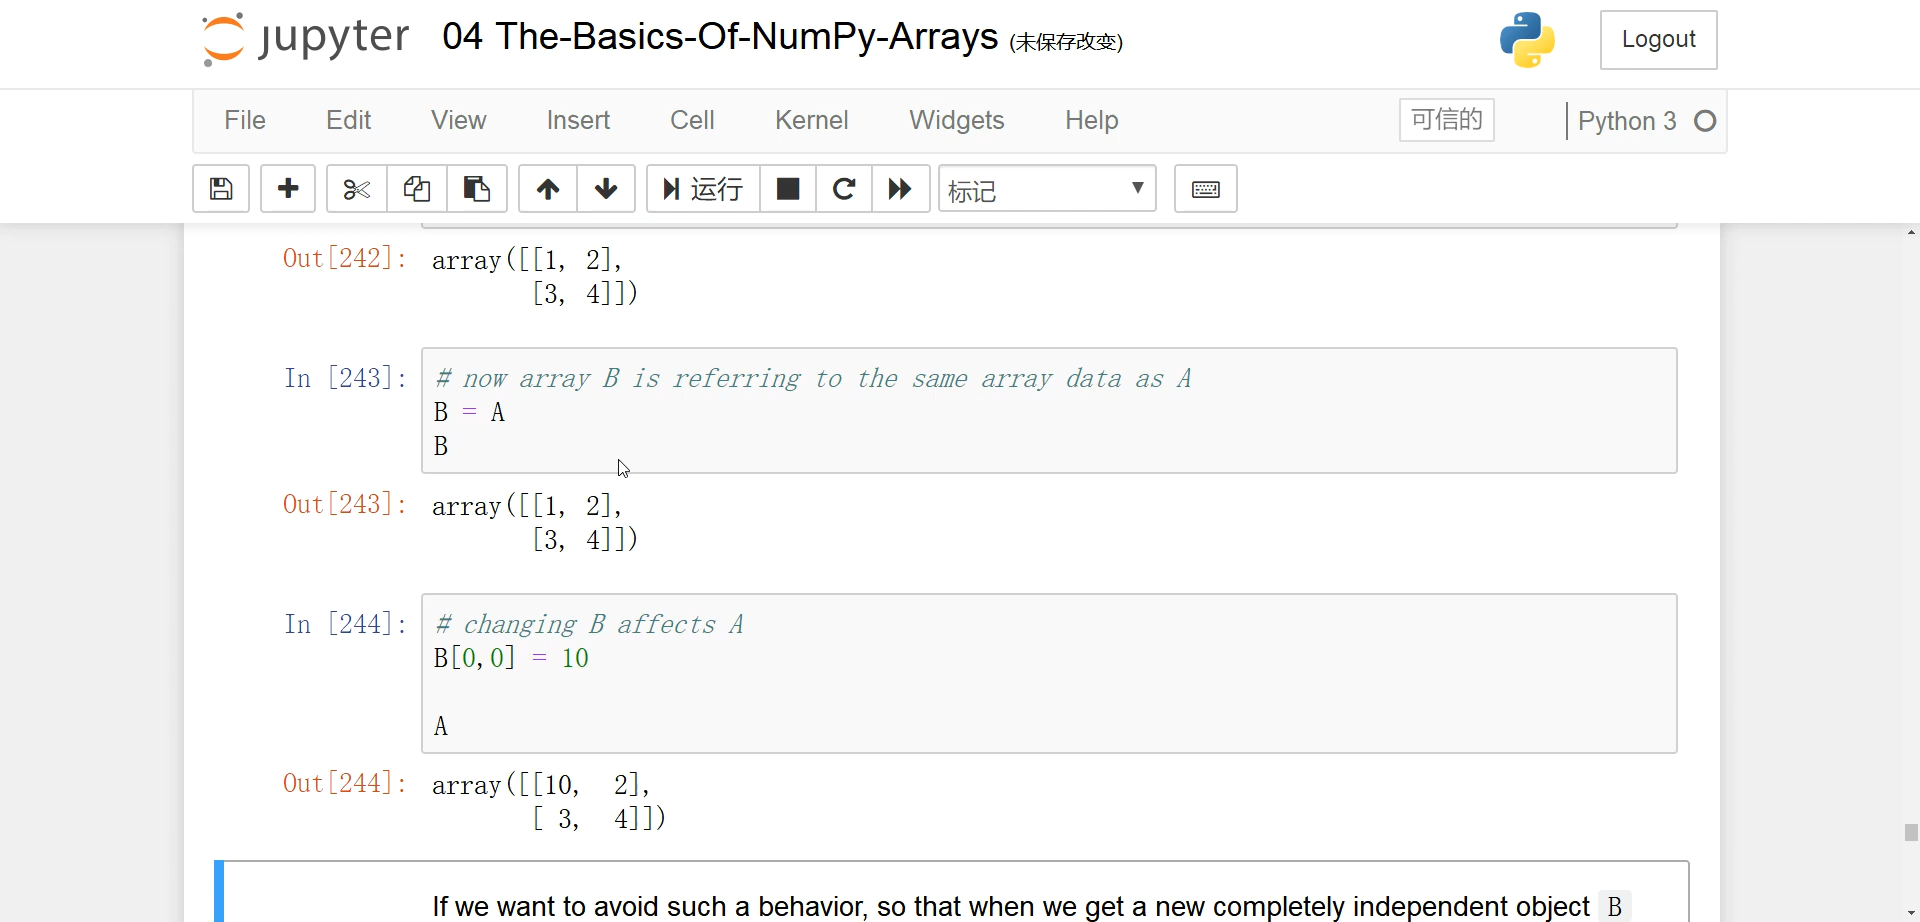 jupyter 04 The-Basics-Of-NumPy-Arrays (未保存改变) Logout
File Edit View Insert Cell Kernel Widgets Help 可信的 Python 3
运行 标记
Out[242]: array([[1, 2],
[3, 4]])
In [243]: # now array B is referring to the same array data as A
B = A
B
Out[243]: array([[1, 2],
[3, 4]])
In [244]: # changing B affects A
B[0,0] = 10
A
Out[244]: array([[10, 2],
[ 3, 4]])
If we want to avoid such a behavior, so that when we get a new completely independent object B